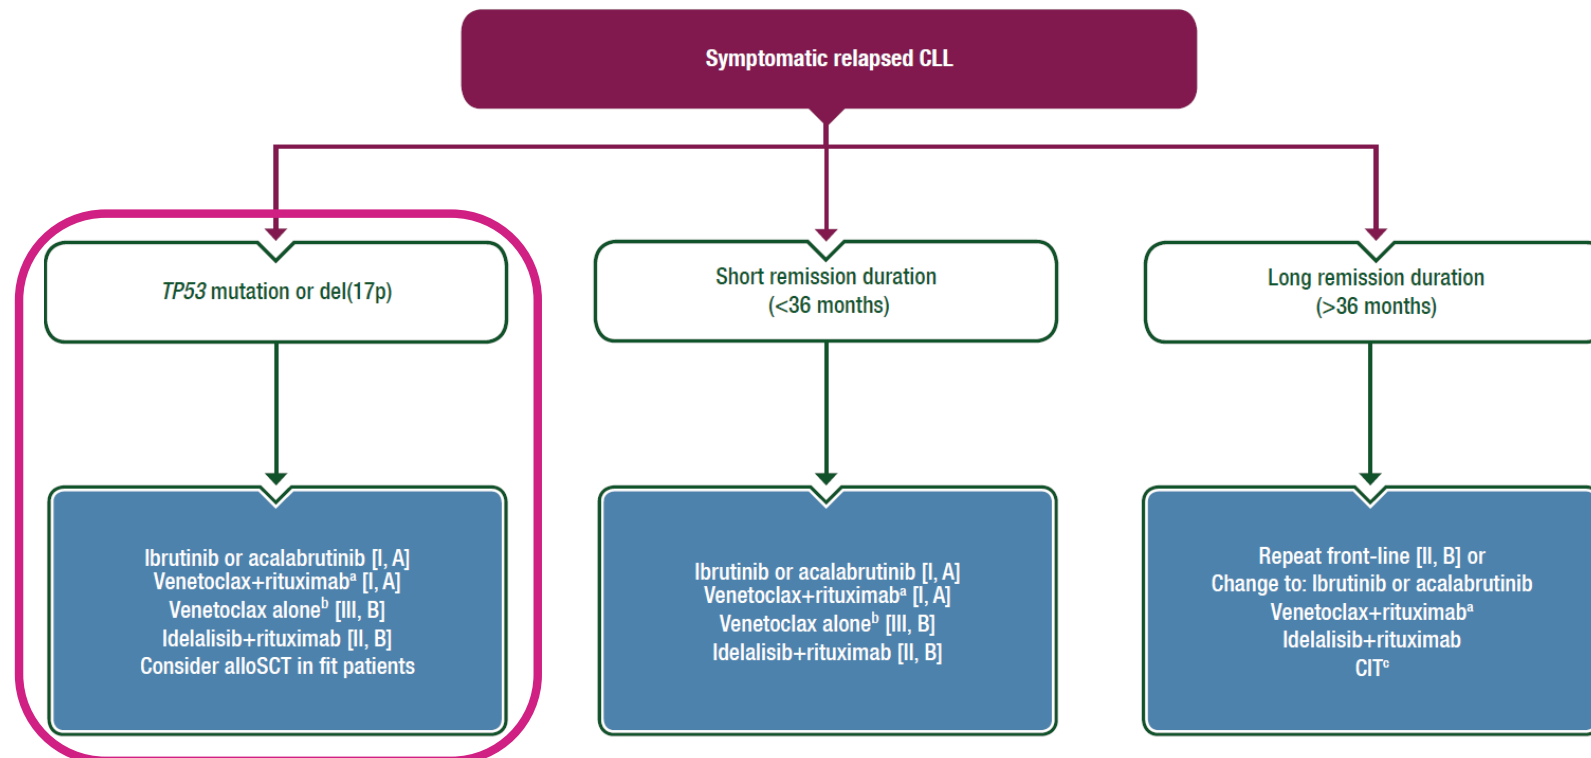 Symptomatic relapsed CLL
TP53 mutation or del(17p)
Short remission duration
(<36 months)
Long remission duration
(>36 months)
Ibrutinib or acalabrutinib [I, A]
Venetoclax+rituximabᵃ [I, A]
Venetoclax aloneᵇ [III, B]
Idelalisib+rituximab [II, B]
Consider alloSCT in fit patients
Ibrutinib or acalabrutinib [I, A]
Venetoclax+rituximabᵃ [I, A]
Venetoclax aloneᵇ [III, B]
Idelalisib+rituximab [II, B]
Repeat front-line [II, B] or
Change to: Ibrutinib or acalabrutinib
Venetoclax+rituximabᵃ
Idelalisib+rituximab
CITᶜ